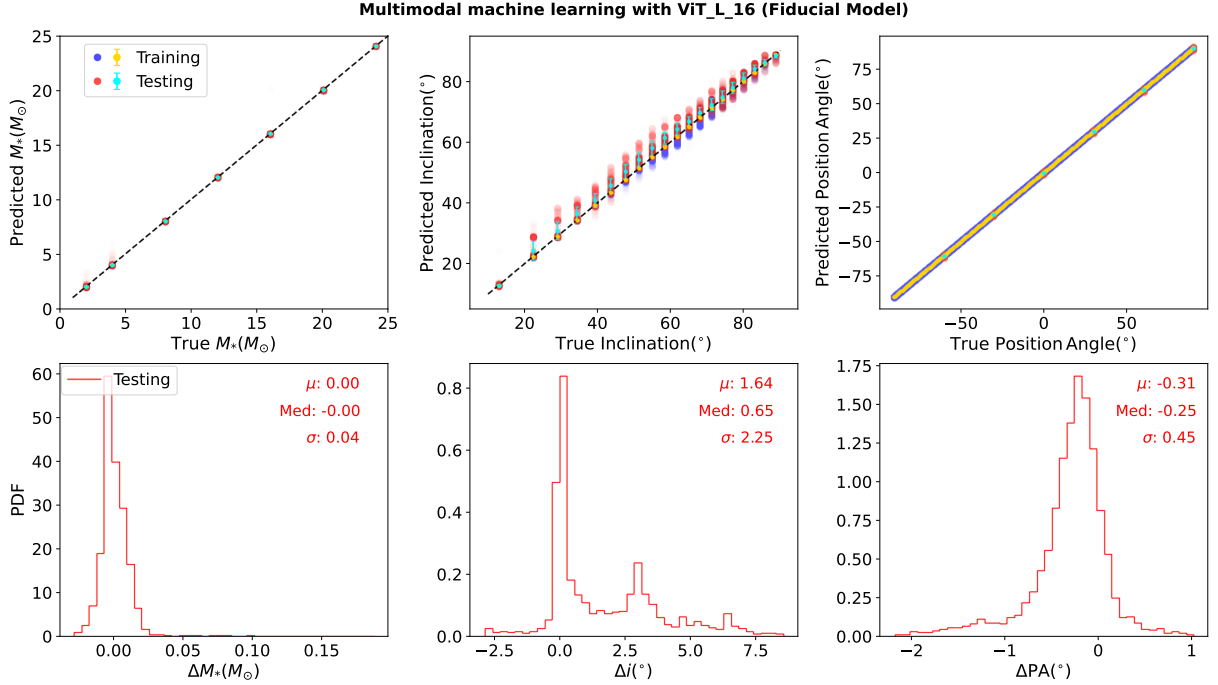 Multimodal machine learning with ViT_L_16 (Fiducial Model)
Predicted M*(M⊙)
25
20
15
10
5
0
0 5 10 15 20 25
True M*(M⊙)
Training
Testing
Predicted Inclination(°)
80
60
40
20
20 40 60 80
True Inclination(°)
Predicted Position Angle(°)
75
50
25
0
−25
−50
−75
−50 0 50
True Position Angle(°)
PDF
60
50
40
30
20
10
0
0.00 0.05 0.10 0.15
ΔM*(M⊙)
Testing
μ: 0.00
Med: -0.00
σ: 0.04
0.8
0.6
0.4
0.2
0.0
−2.5 0.0 2.5 5.0 7.5
Δi(°)
μ: 1.64
Med: 0.65
σ: 2.25
1.75
1.50
1.25
1.00
0.75
0.50
0.25
0.00
−2 −1 0 1
ΔPA(°)
μ: -0.31
Med: -0.25
σ: 0.45